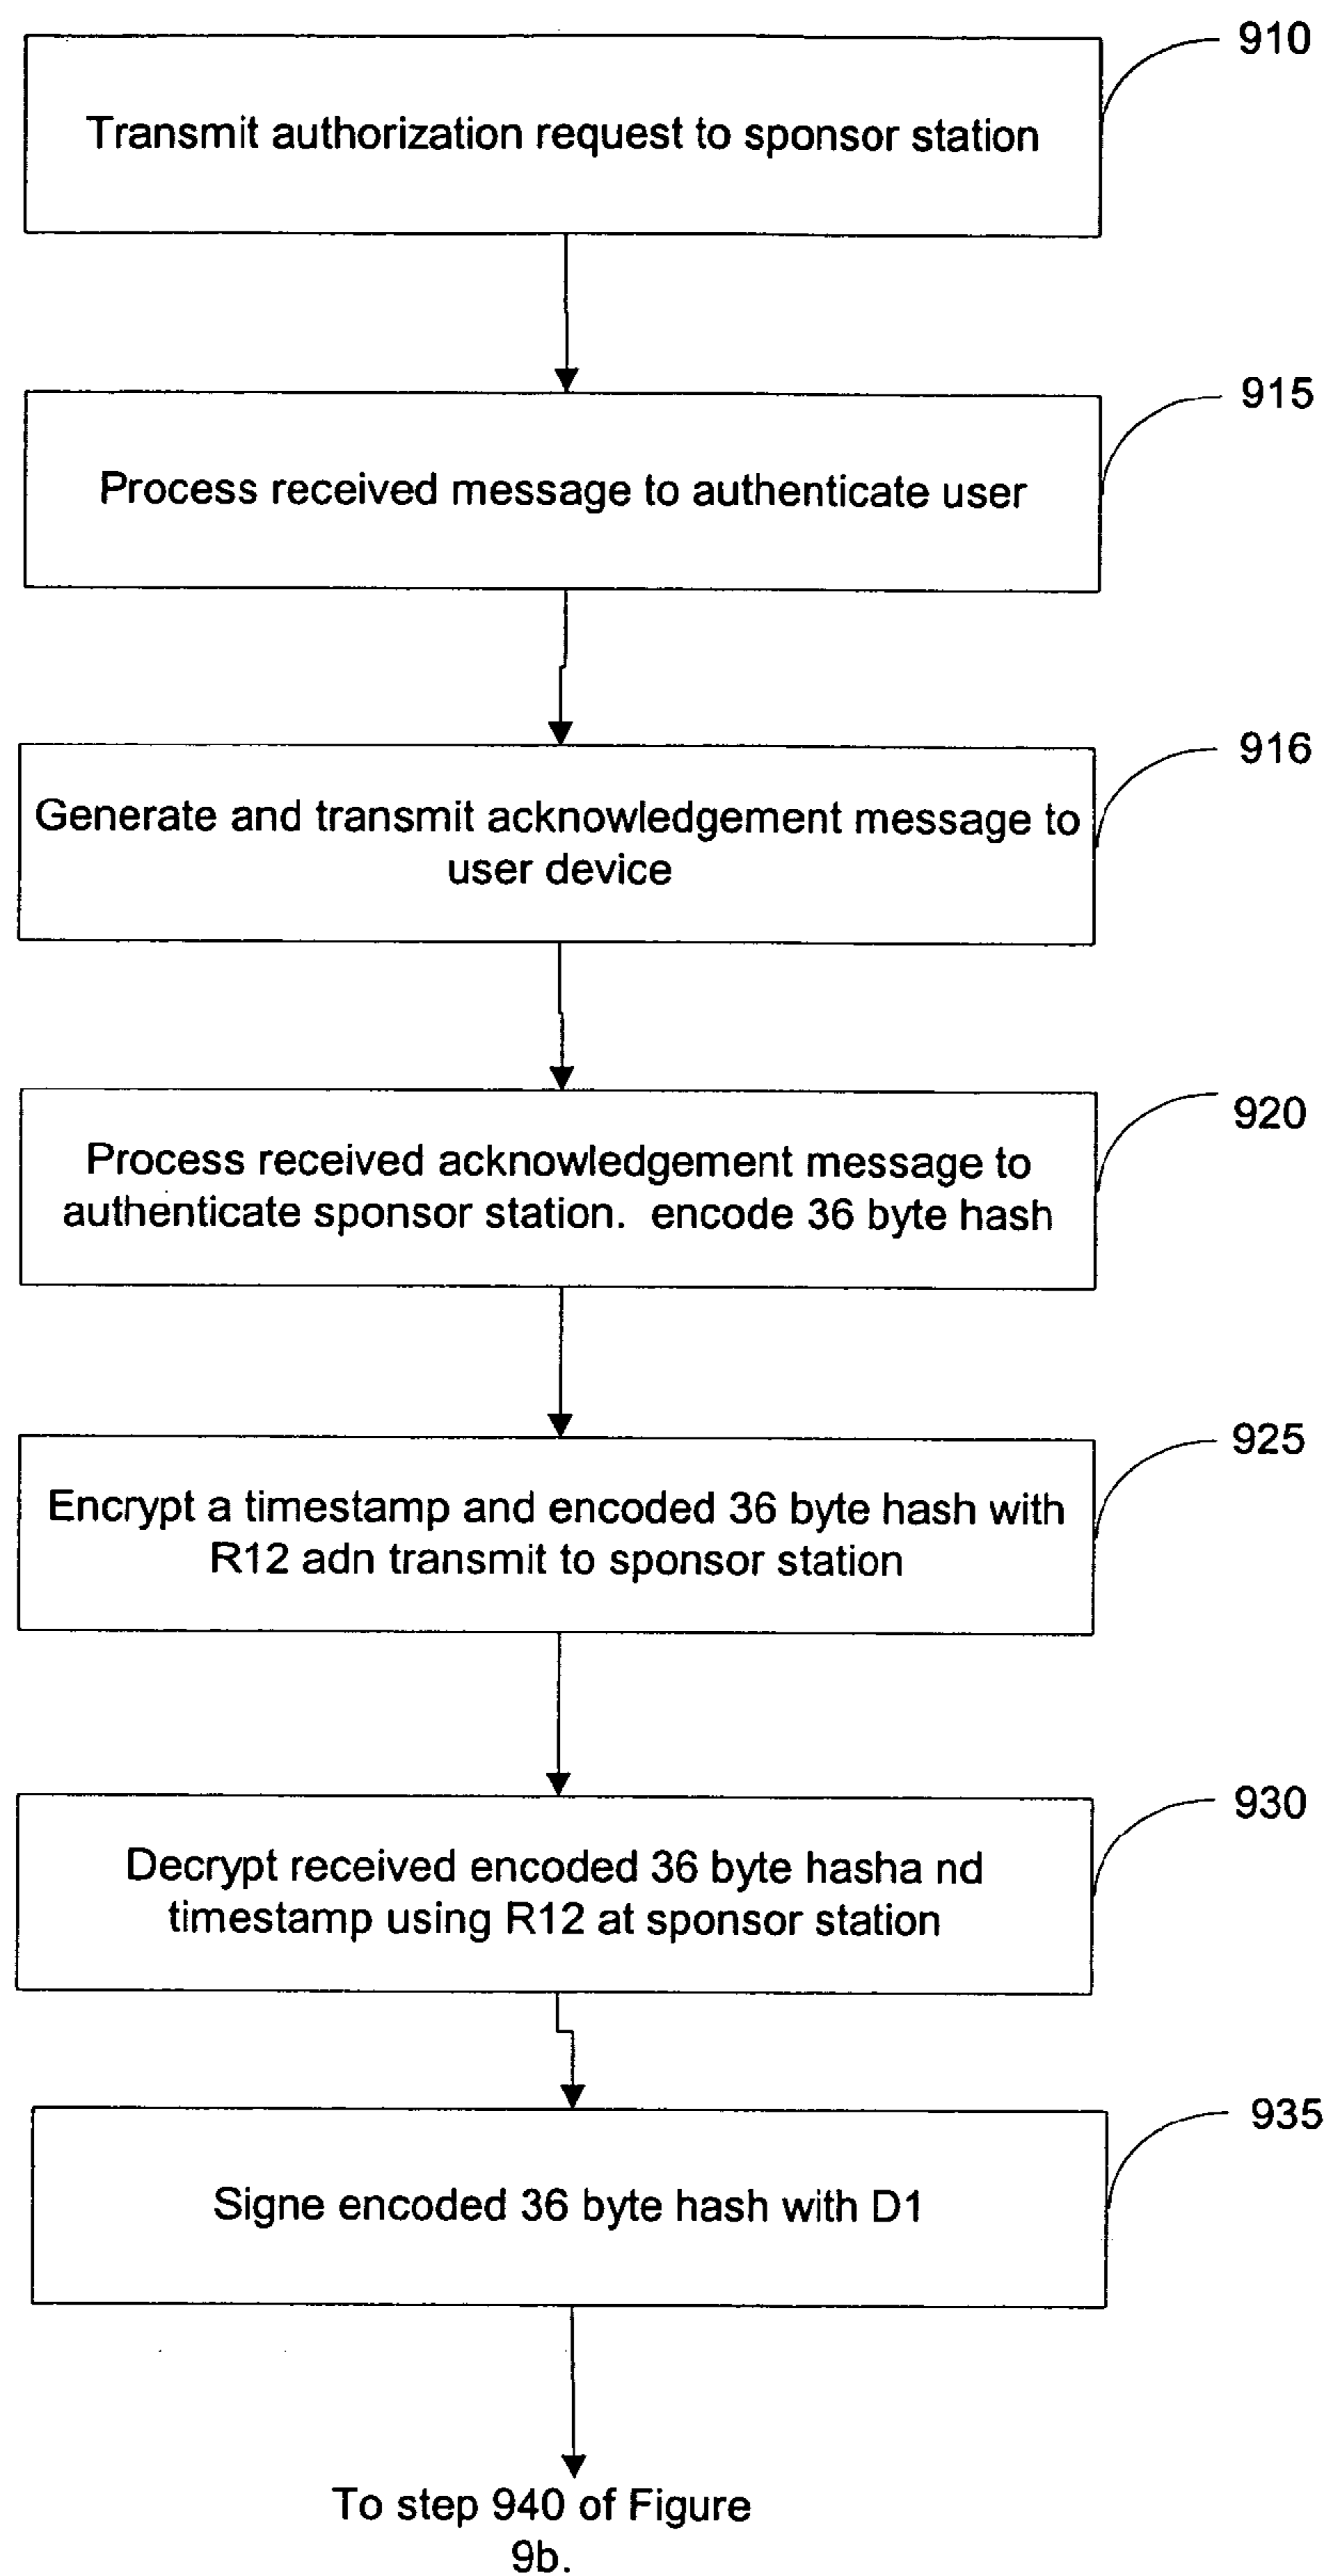 910
Transmit authorization request to sponsor station
915
Process received message to authenticate user
916
Generate and transmit acknowledgement message to
user device
920
Process received acknowledgement message to
authenticate sponsor station. encode 36 byte hash
925
Encrypt a timestamp and encoded 36 byte hash with
R12 adn transmit to sponsor station
930
Decrypt received encoded 36 byte hasha nd
timestamp using R12 at sponsor station
935
Signe encoded 36 byte hash with D1
To step 940 of Figure
9b.